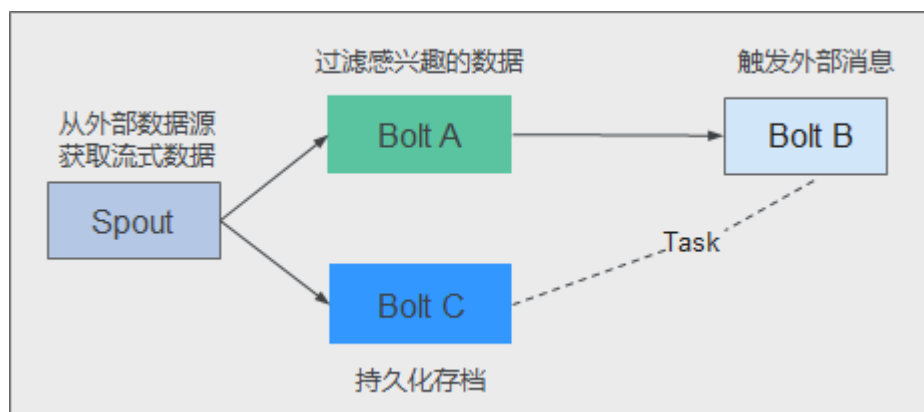 过滤感兴趣的数据
触发外部消息
从外部数据源
获取流式数据
Bolt A
Bolt B
Spout
Task
Bolt C
持久化存档